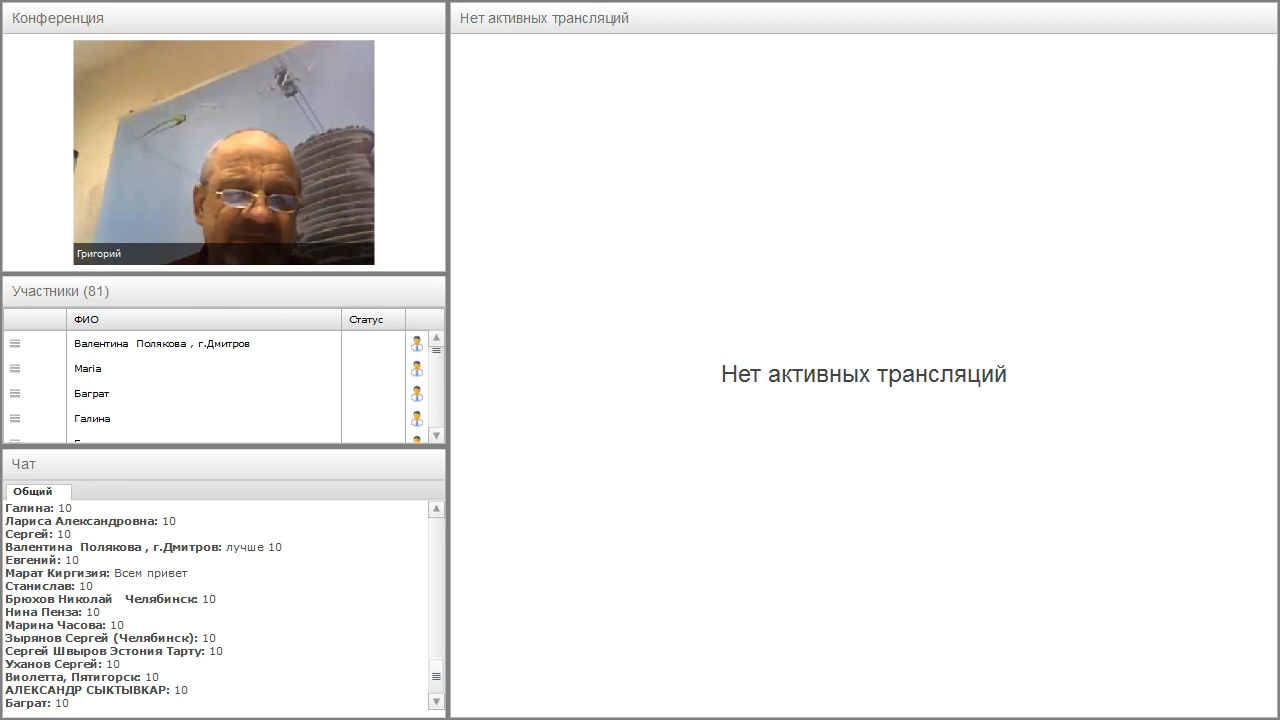 Конференция
Григорий
Участники (81)
ФИО Статус
Валентина Полякова , г.Дмитров
Maria
Баграт
Галина
Чат
Общий
Галина: 10
Лариса Александровна: 10
Сергей: 10
Валентина Полякова , г.Дмитров: лучше 10
Евгений: 10
Марат Киргизия: Всем привет
Станислав: 10
Брюхов Николай Челябинск: 10
Нина Пенза: 10
Марина Часова: 10
Зырянов Сергей (Челябинск): 10
Сергей Швыров Эстония Тарту: 10
Уханов Сергей: 10
Виолетта, Пятигорск: 10
АЛЕКСАНДР СЫКТЫВКАР: 10
Баграт: 10
Нет активных трансляций
Нет активных трансляций